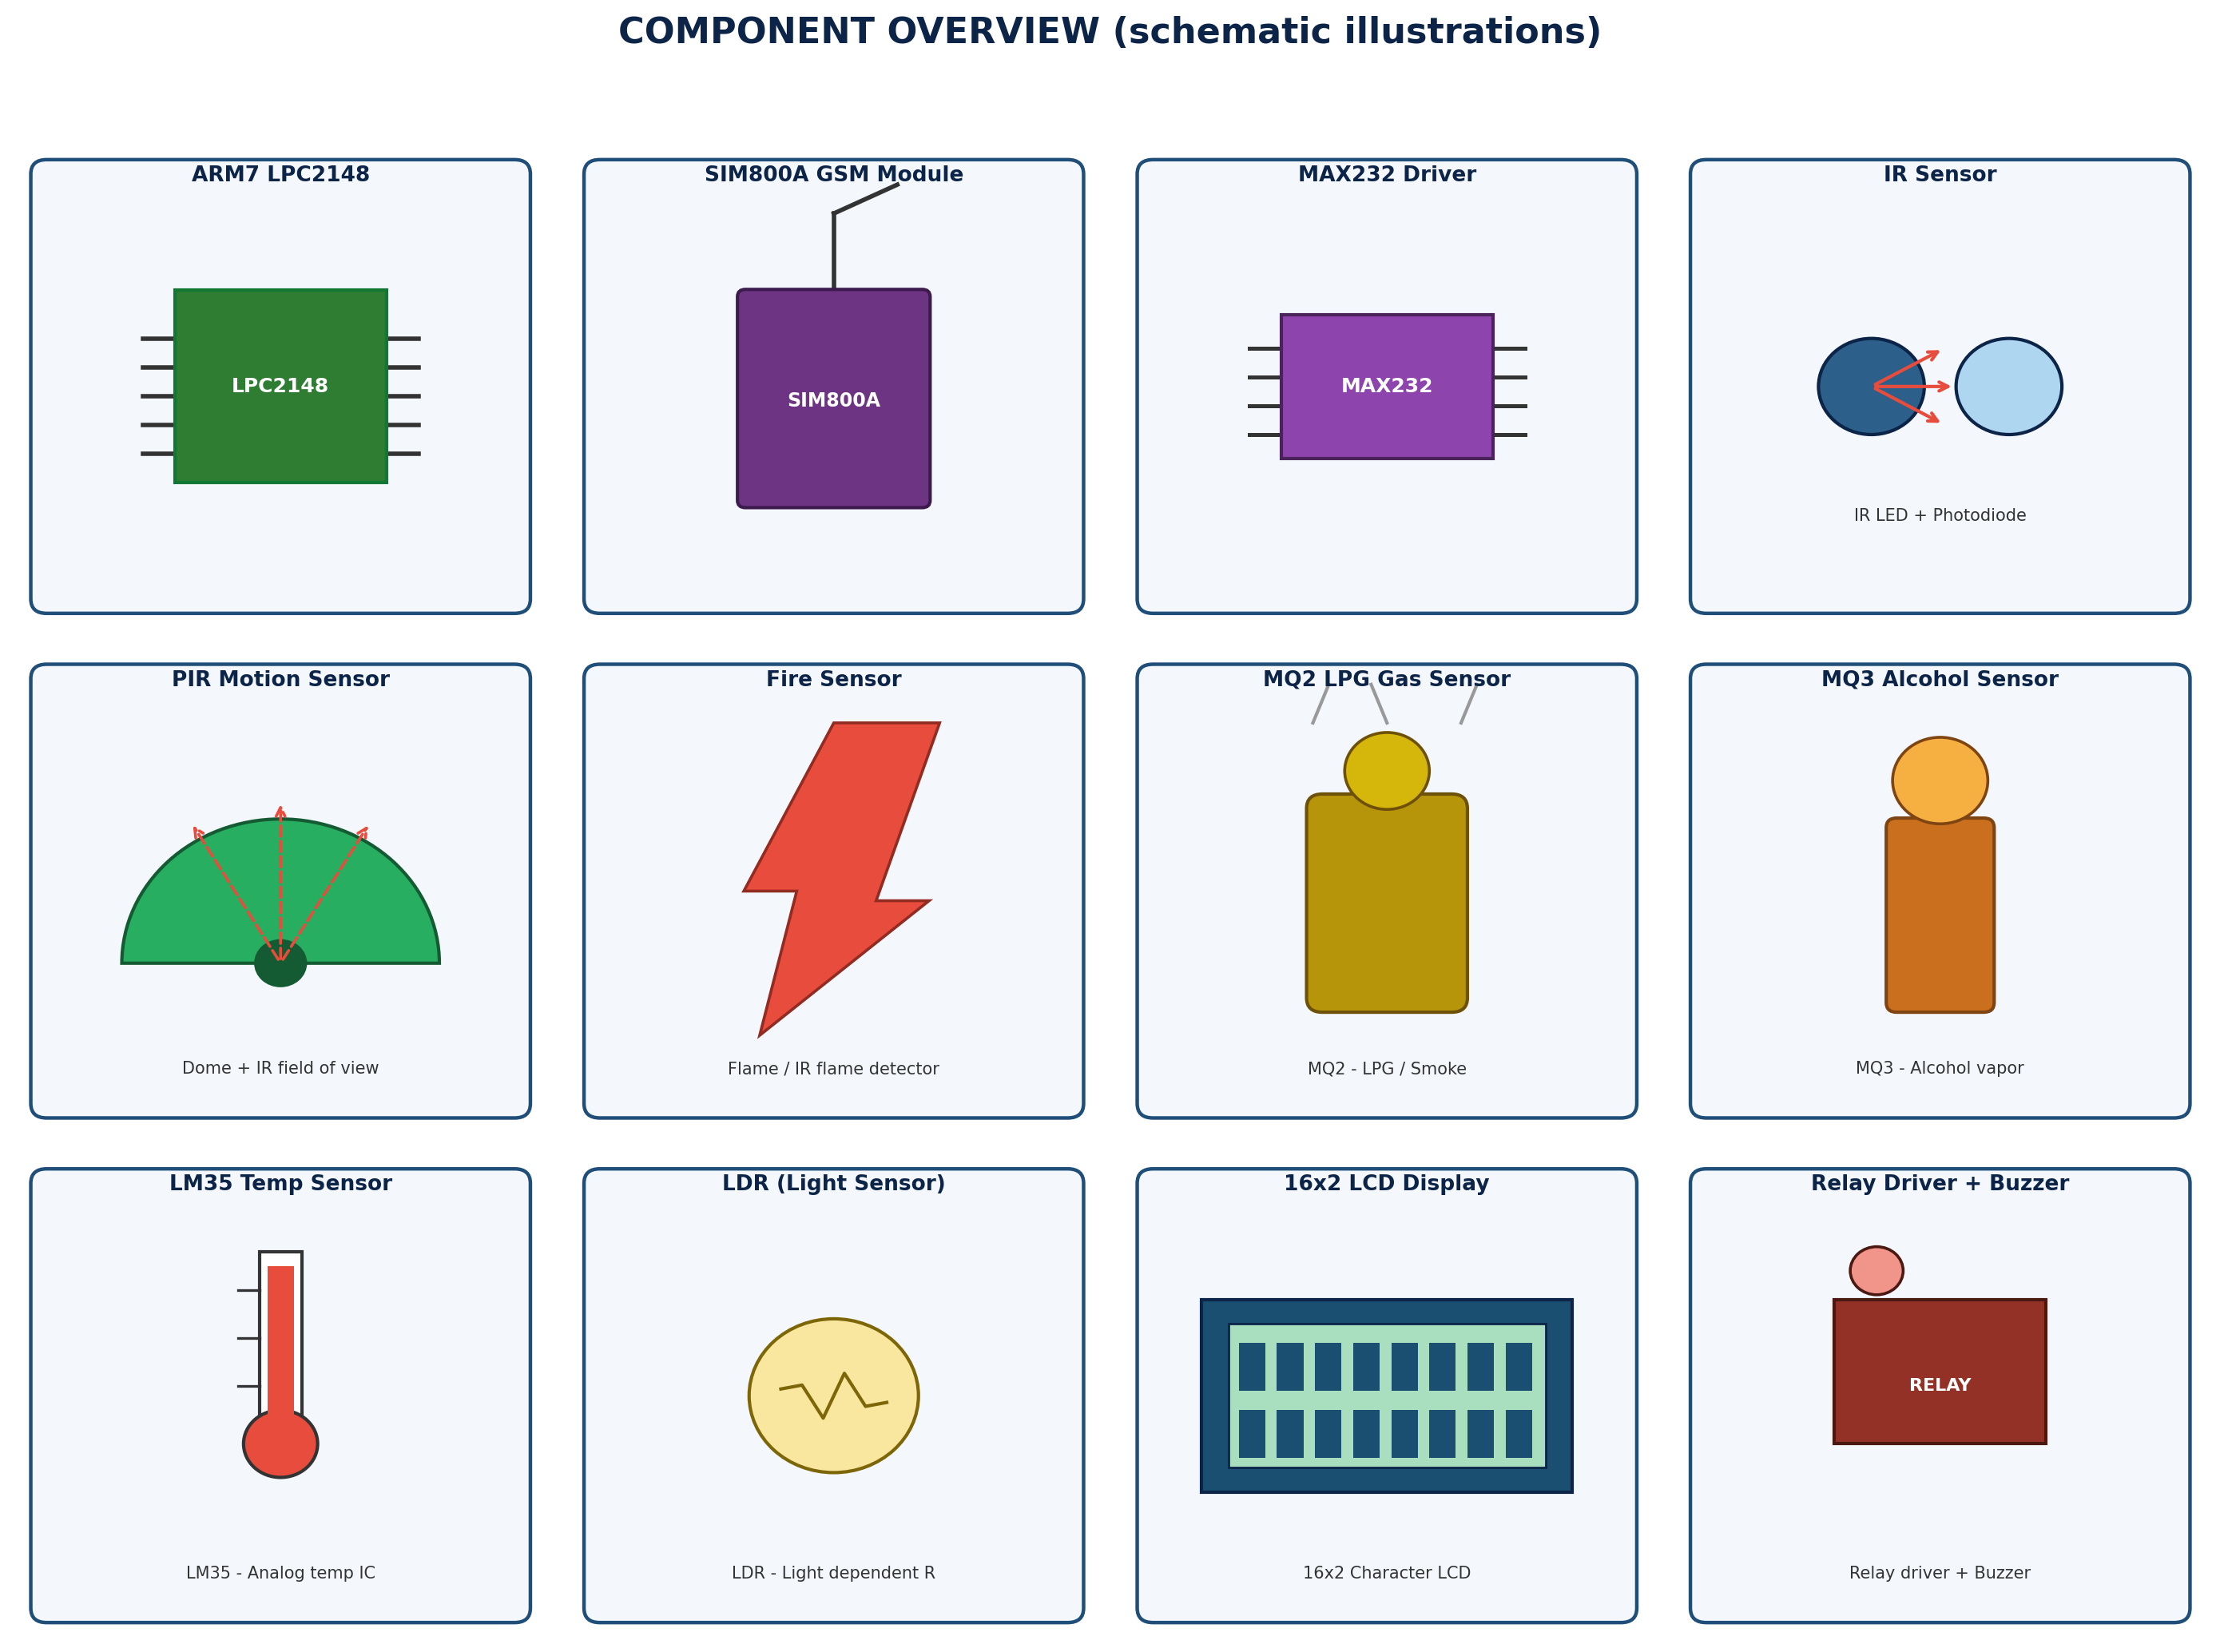 COMPONENT OVERVIEW (schematic illustrations)
ARM7 LPC2148
LPC2148
SIM800A GSM Module
SIM800A
MAX232 Driver
MAX232
IR Sensor
IR LED + Photodiode
PIR Motion Sensor
Dome + IR field of view
Fire Sensor
Flame / IR flame detector
MQ2 LPG Gas Sensor
MQ2 - LPG / Smoke
MQ3 Alcohol Sensor
MQ3 - Alcohol vapor
LM35 Temp Sensor
LM35 - Analog temp IC
LDR (Light Sensor)
LDR - Light dependent R
16x2 LCD Display
16x2 Character LCD
Relay Driver + Buzzer
RELAY
Relay driver + Buzzer